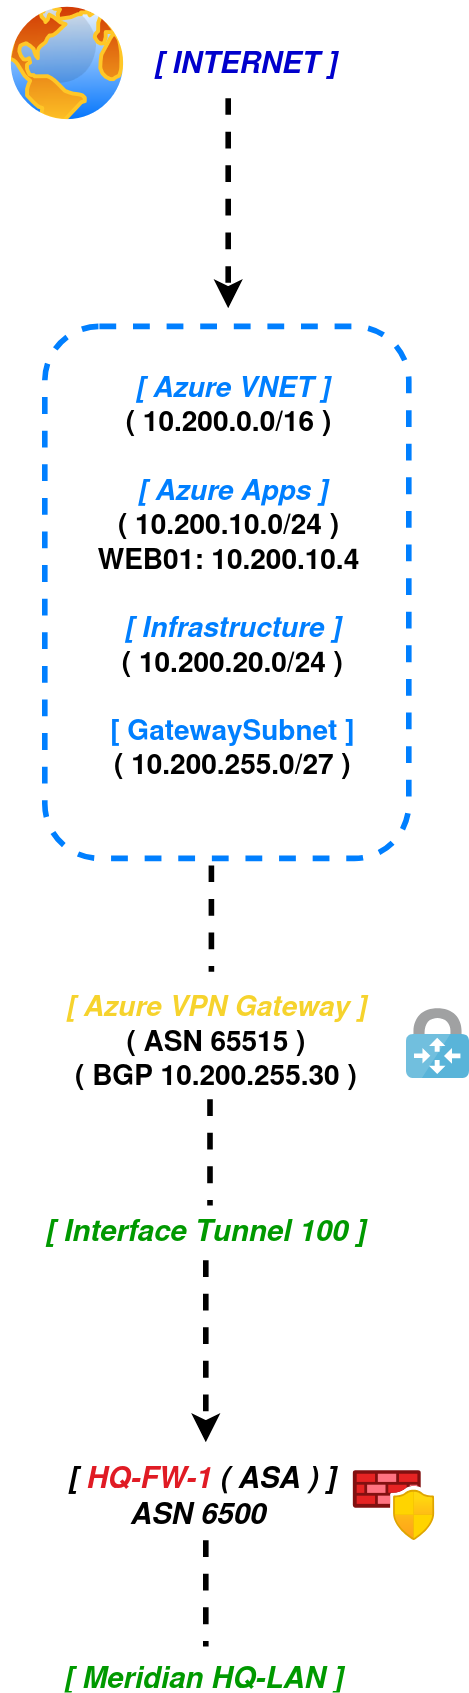 [ INTERNET ]
[ Azure VNET ]
( 10.200.0.0/16 )
[ Azure Apps ]
( 10.200.10.0/24 )
WEB01: 10.200.10.4
[ Infrastructure ]
( 10.200.20.0/24 )
[ GatewaySubnet ]
( 10.200.255.0/27 )
[ Azure VPN Gateway ]
( ASN 65515 )
( BGP 10.200.255.30 )
[ Interface Tunnel 100 ]
[ HQ-FW-1 ( ASA ) ]
ASN 6500
[ Meridian HQ-LAN ]